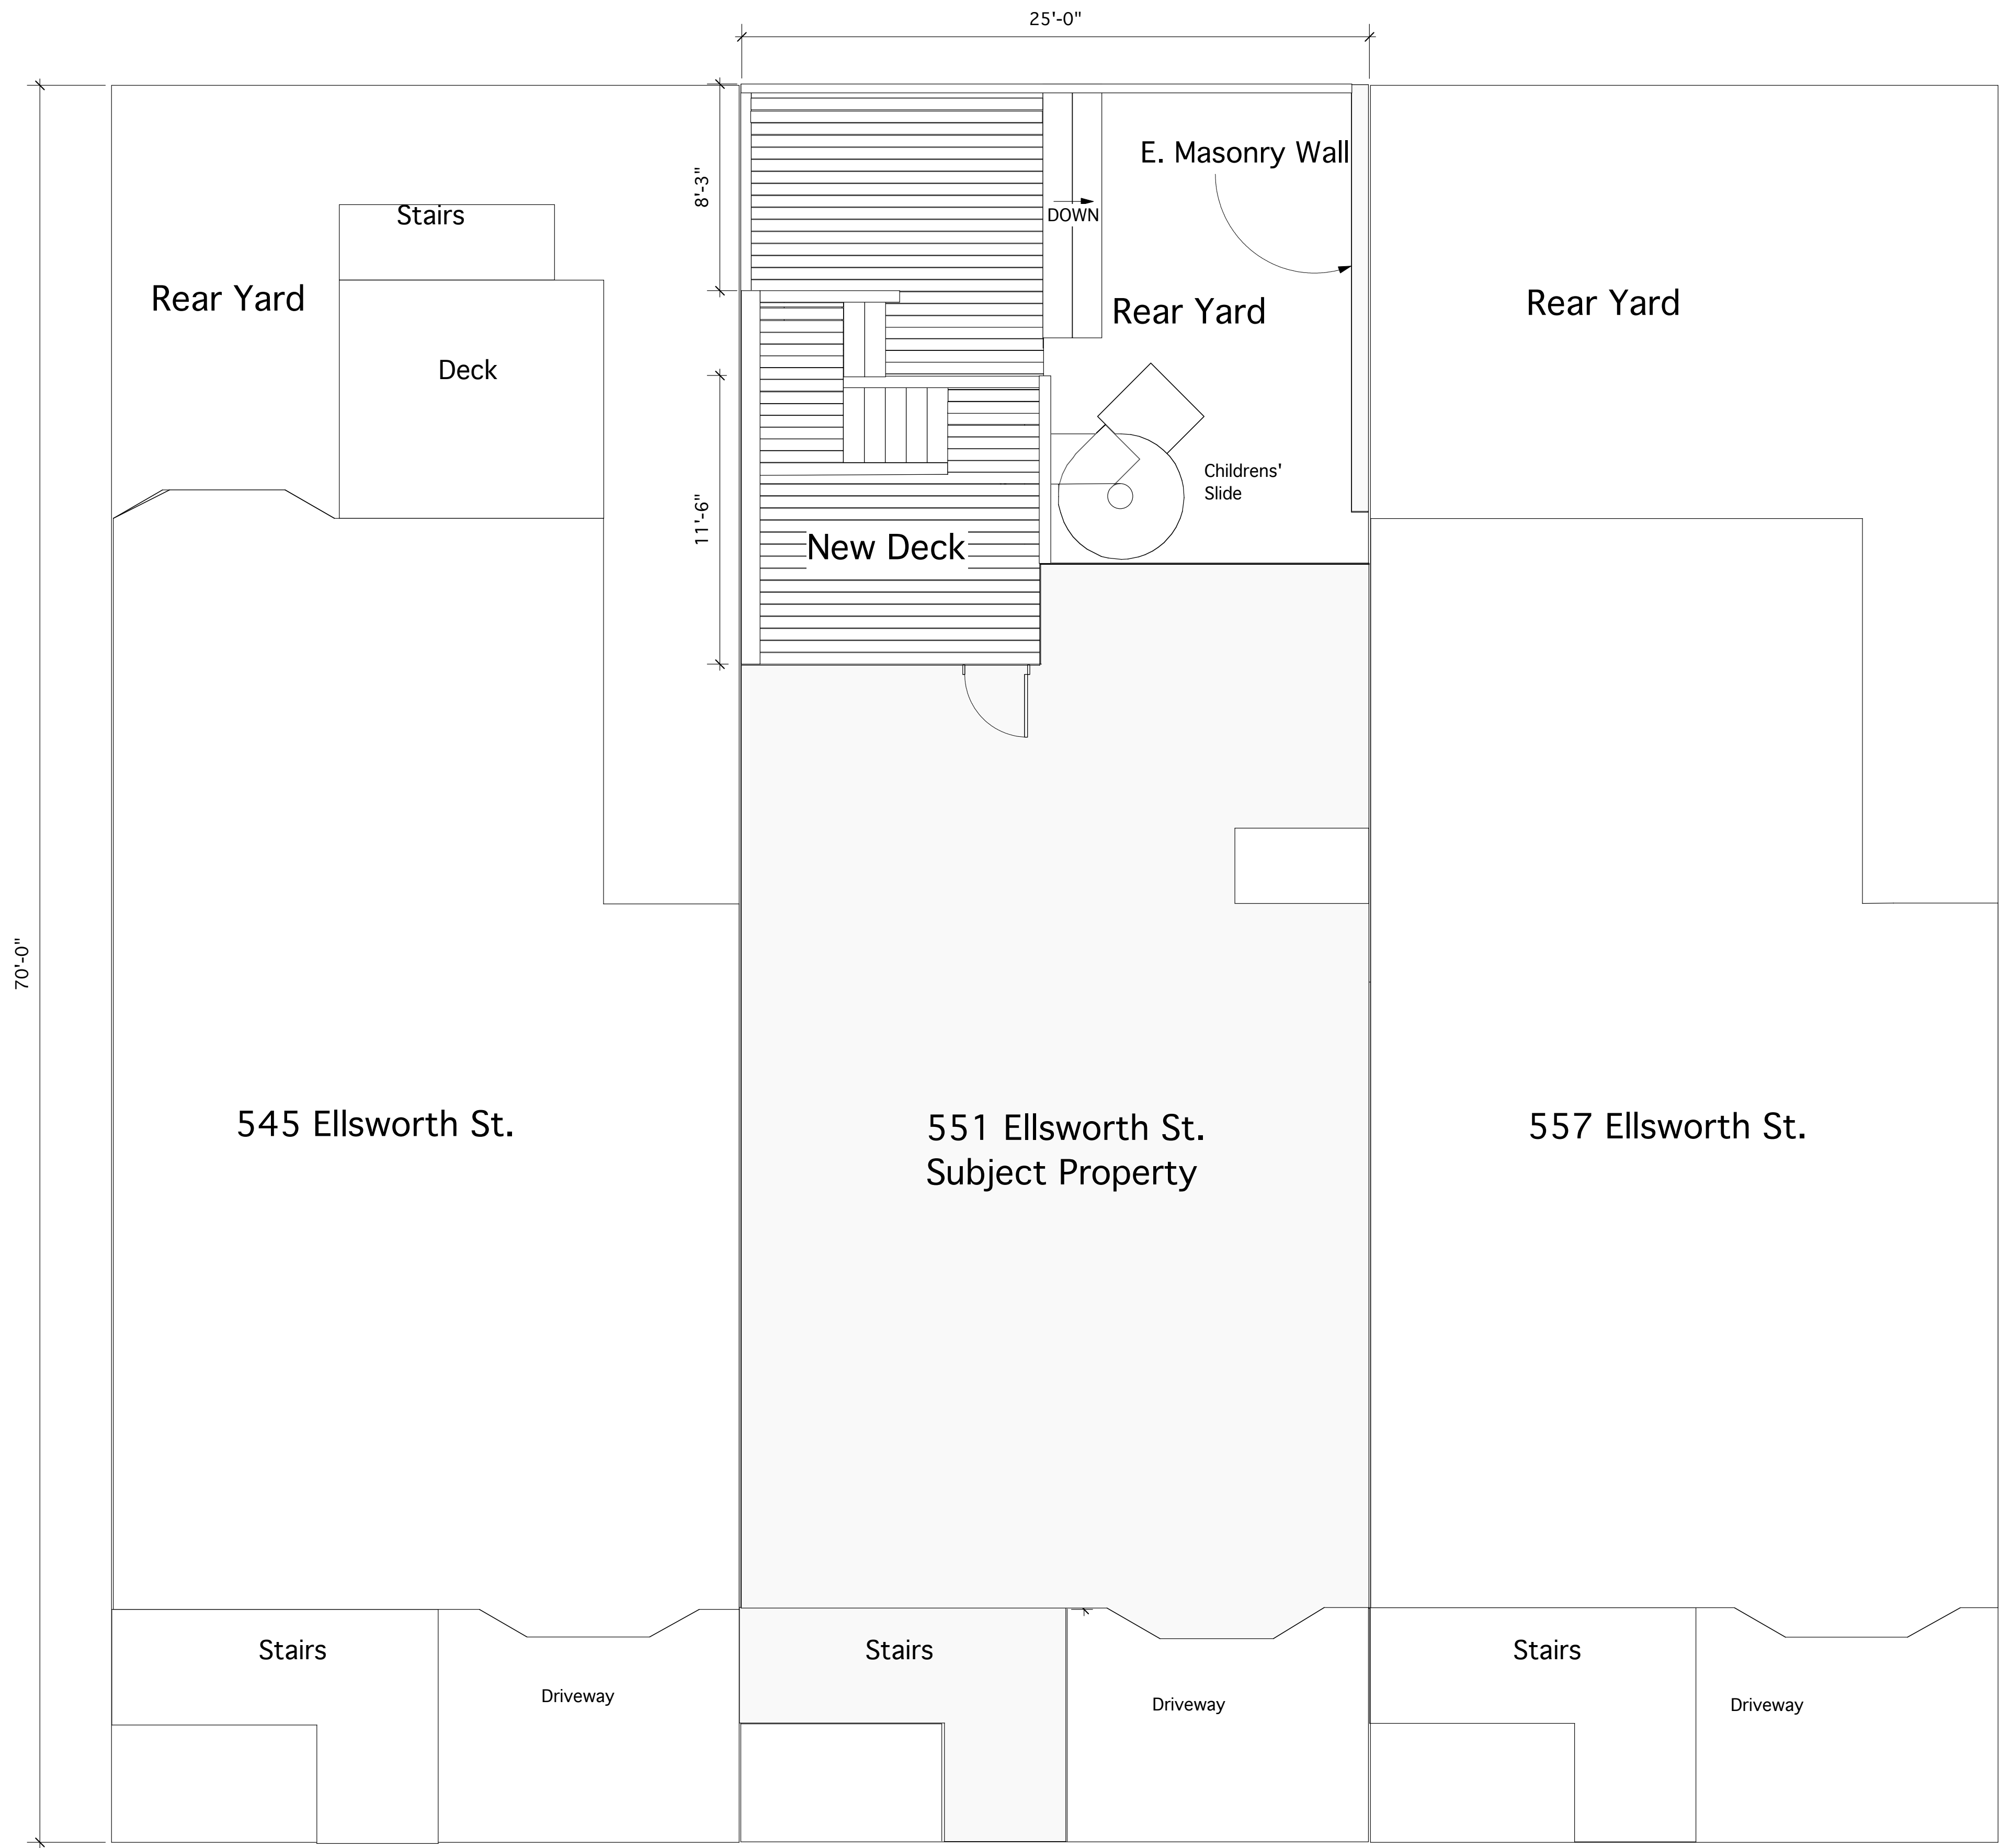 25'-0"
E. Masonry Wall
8'-3"
DOWN
Stairs
Rear Yard
Rear Yard
Rear Yard
Deck
Childrens'
Slide
11'-6"
New Deck
70'-0"
545 Ellsworth St.
551 Ellsworth St.
Subject Property
557 Ellsworth St.
Stairs
Stairs
Stairs
Driveway
Driveway
Driveway